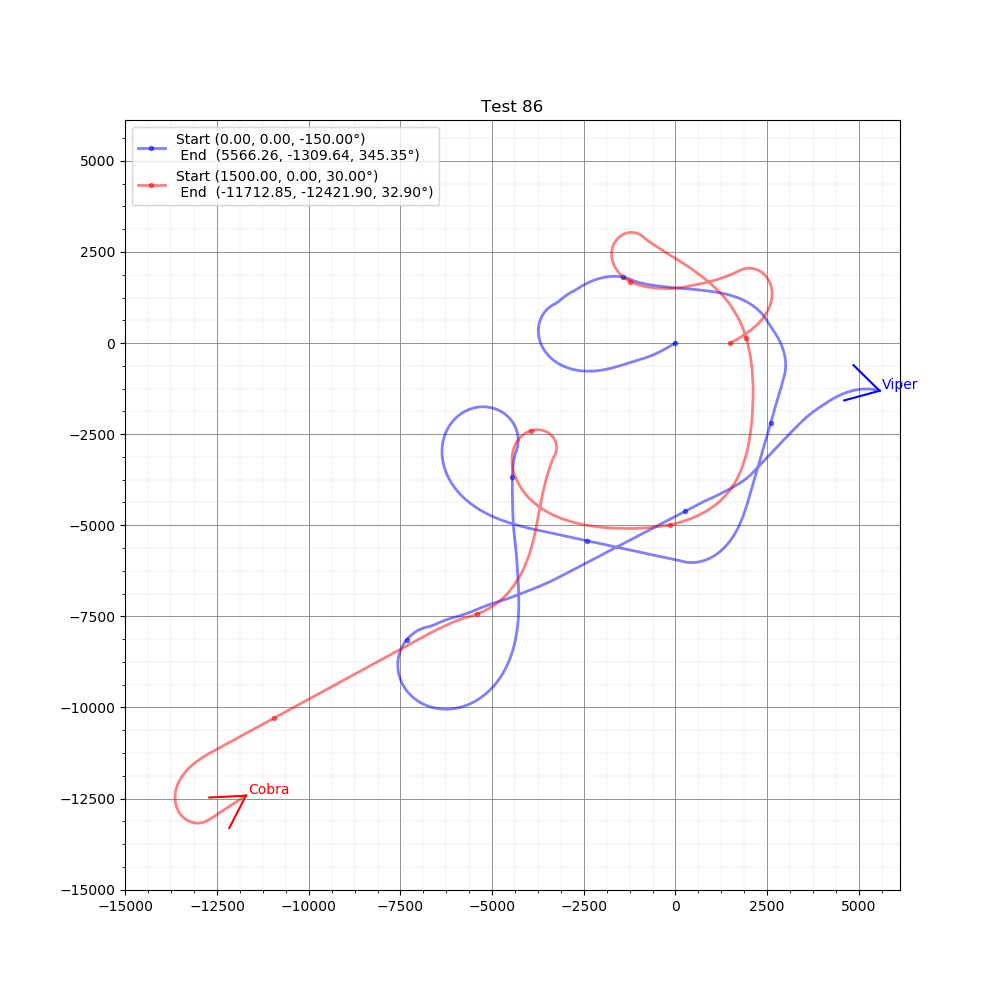 Test 86
Start (0.00, 0.00, -150.00°)
End (5566.26, -1309.64, 345.35°)
Start (1500.00, 0.00, 30.00°)
End (-11712.85, -12421.90, 32.90°)
5000
2500
0
−2500
−5000
−7500
−10000
−12500
−15000
Viper
Cobra
−15000 −12500 −10000 −7500 −5000 −2500 0 2500 5000